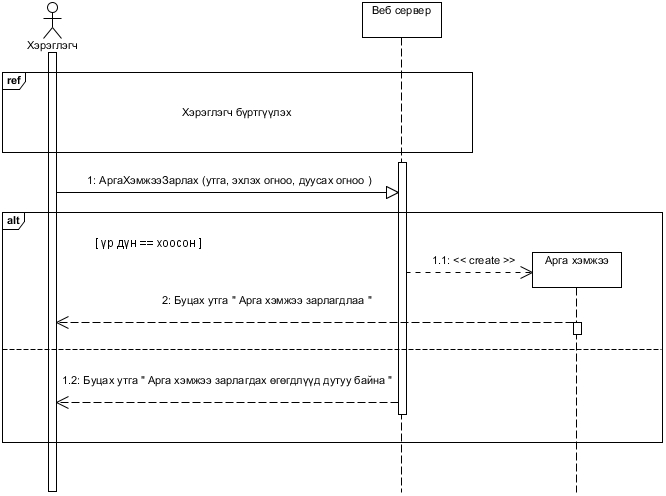 Хэрэглэгч
Веб сервер
ref
Хэрэглэгч бүртгүүлэх
1: АргаХэмжээЗарлах (утга, эхлэх огноо, дуусах огноо )
alt
[ үр дүн == хоосон ]
1.1: << create >>
Арга хэмжээ
2: Буцах утга " Арга хэмжээ зарлагдлаа "
1.2: Буцах утга " Арга хэмжээ зарлагдах өгөгдлүүд дутуу байна "